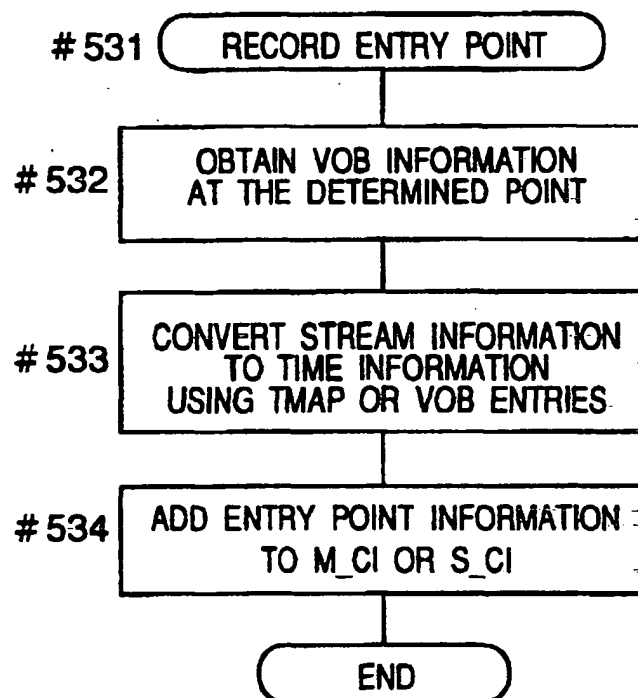 #531 RECORD ENTRY POINT
#532 OBTAIN VOB INFORMATION
AT THE DETERMINED POINT
#533 CONVERT STREAM INFORMATION
TO TIME INFORMATION
USING TMAP OR VOB ENTRIES
#534 ADD ENTRY POINT INFORMATION
TO M_CI OR S_CI
END